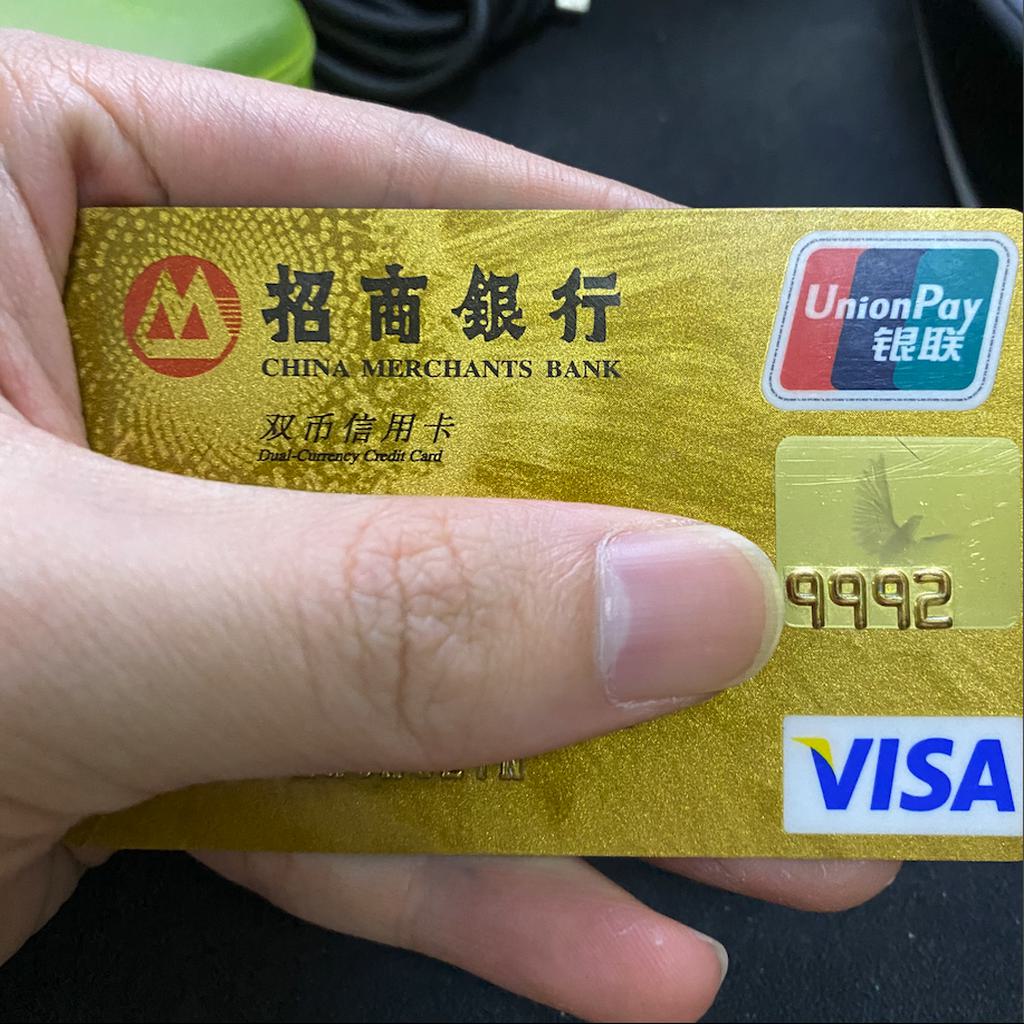 招商银行
CHINA MERCHANTS BANK
双币信用卡
Dual-Currency Credit Card
UnionPay
银联
9992
VISA